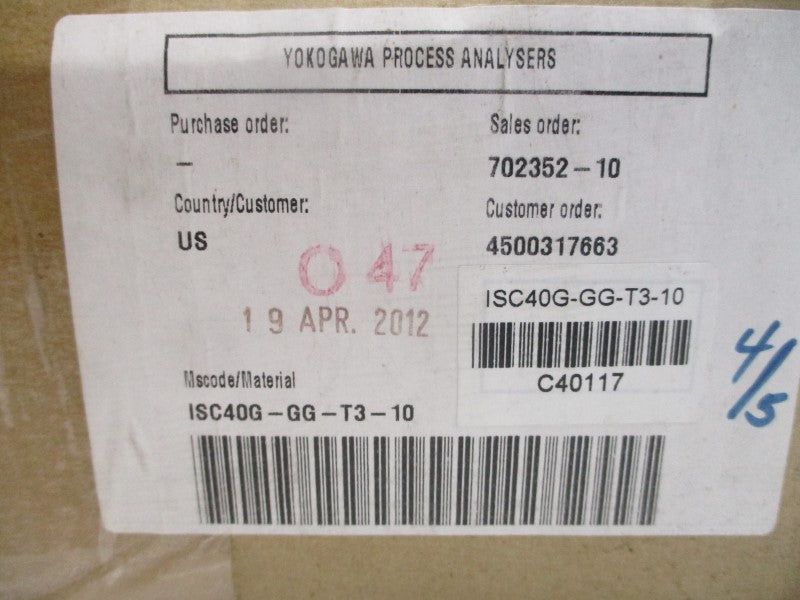 YOKOGAWA PROCESS ANALYSERS
Purchase order:
–
Sales order:
702352-10
Country/Customer:
US
Customer order:
4500317663
O 47
19 APR. 2012
ISC40G-GG-T3-10
C40117
4/5
Mscode/Material
ISC40G-GG-T3-10